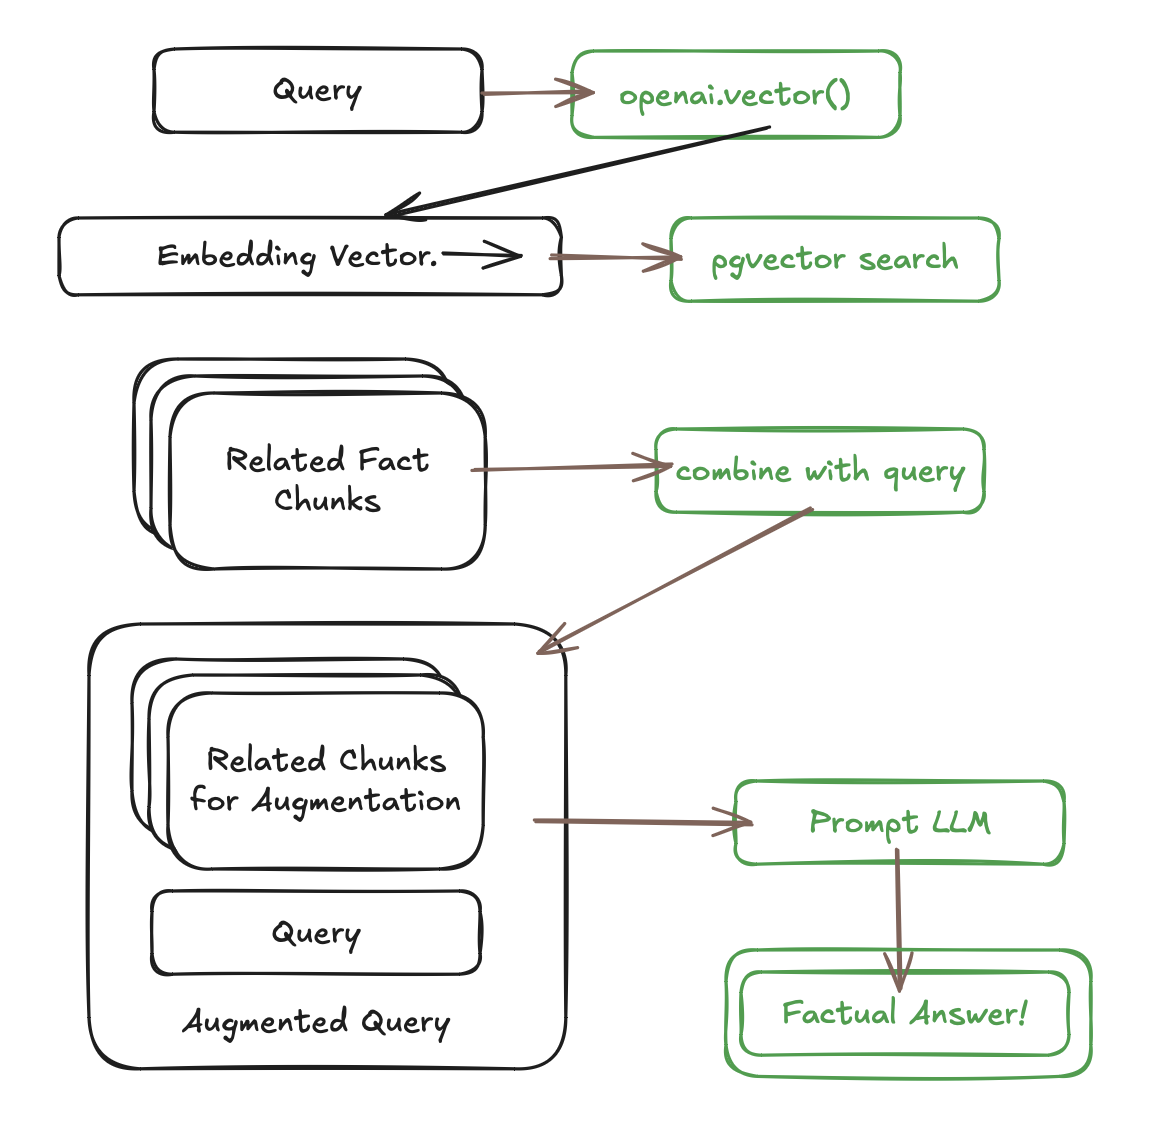 Query
openai.vector()
Embedding Vector.
pgvector search
Related Fact
Chunks
combine with query
Related Chunks
for Augmentation
Prompt LLM
Query
Factual Answer!
Augmented Query